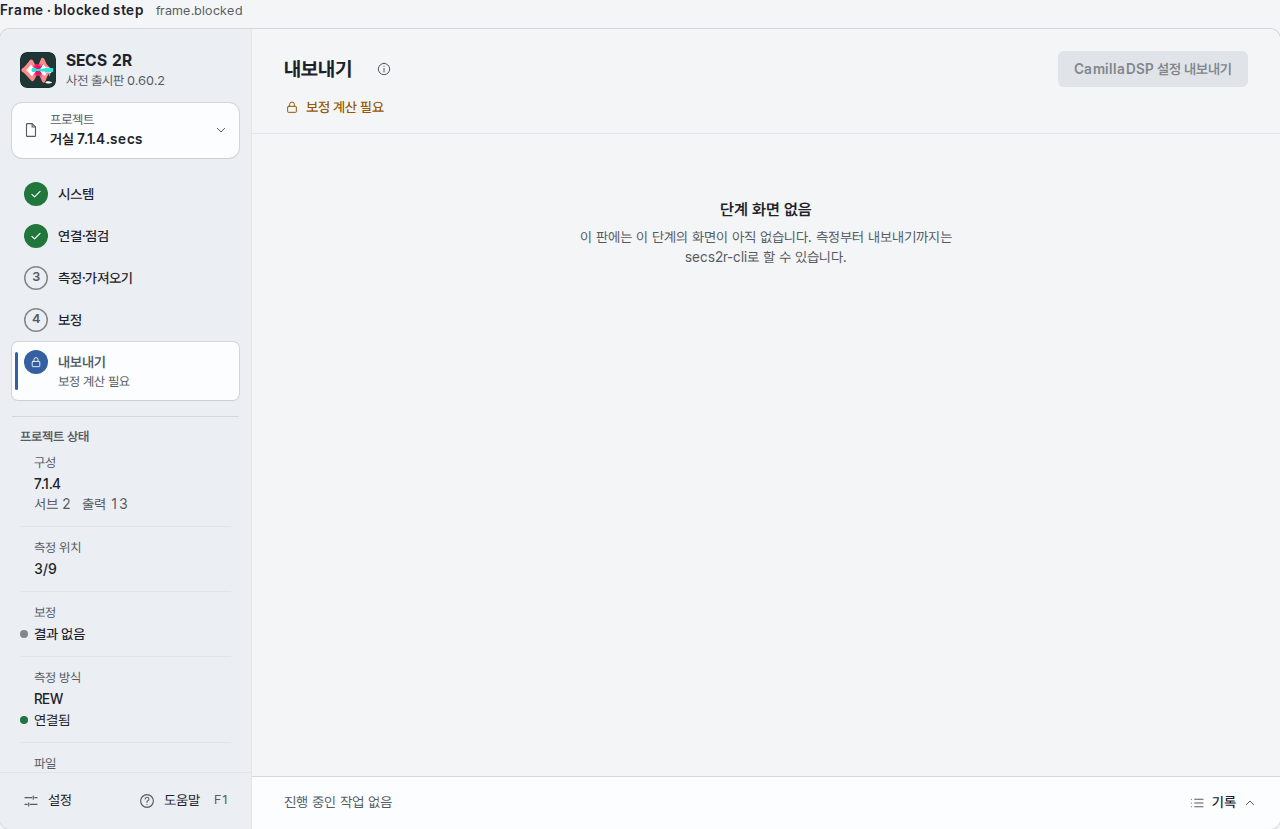 Frame · blocked step frame.blocked
SECS 2R
사전 출시판 0.60.2
프로젝트
거실 7.1.4.secs
시스템
연결·점검
3 측정·가져오기
4 보정
내보내기
보정 계산 필요
프로젝트 상태
구성
7.1.4
서브 2 출력 13
측정 위치
3/9
보정
결과 없음
측정 방식
REW
연결됨
파일
설정
도움말 F1
내보내기
CamillaDSP 설정 내보내기
보정 계산 필요
단계 화면 없음
이 판에는 이 단계의 화면이 아직 없습니다. 측정부터 내보내기까지는
secs2r-cli로 할 수 있습니다.
진행 중인 작업 없음
기록